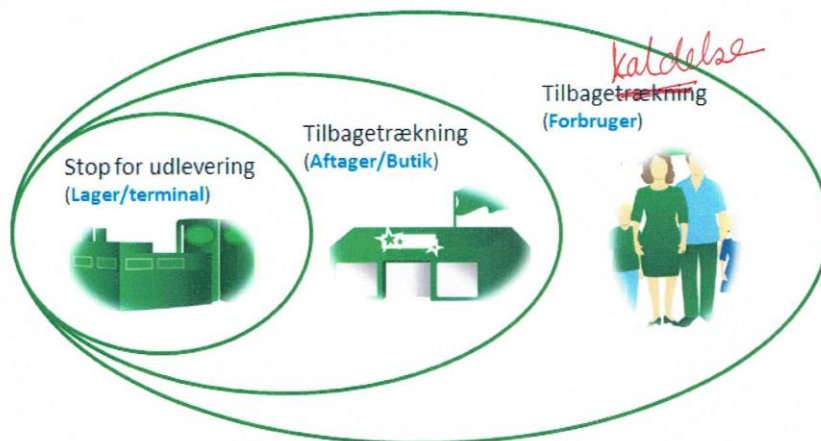 kaldelse
Tilbagetrækning
(Forbruger)
Tilbagetrækning
(Aftager/Butik)
Stop for udlevering
(Lager/terminal)